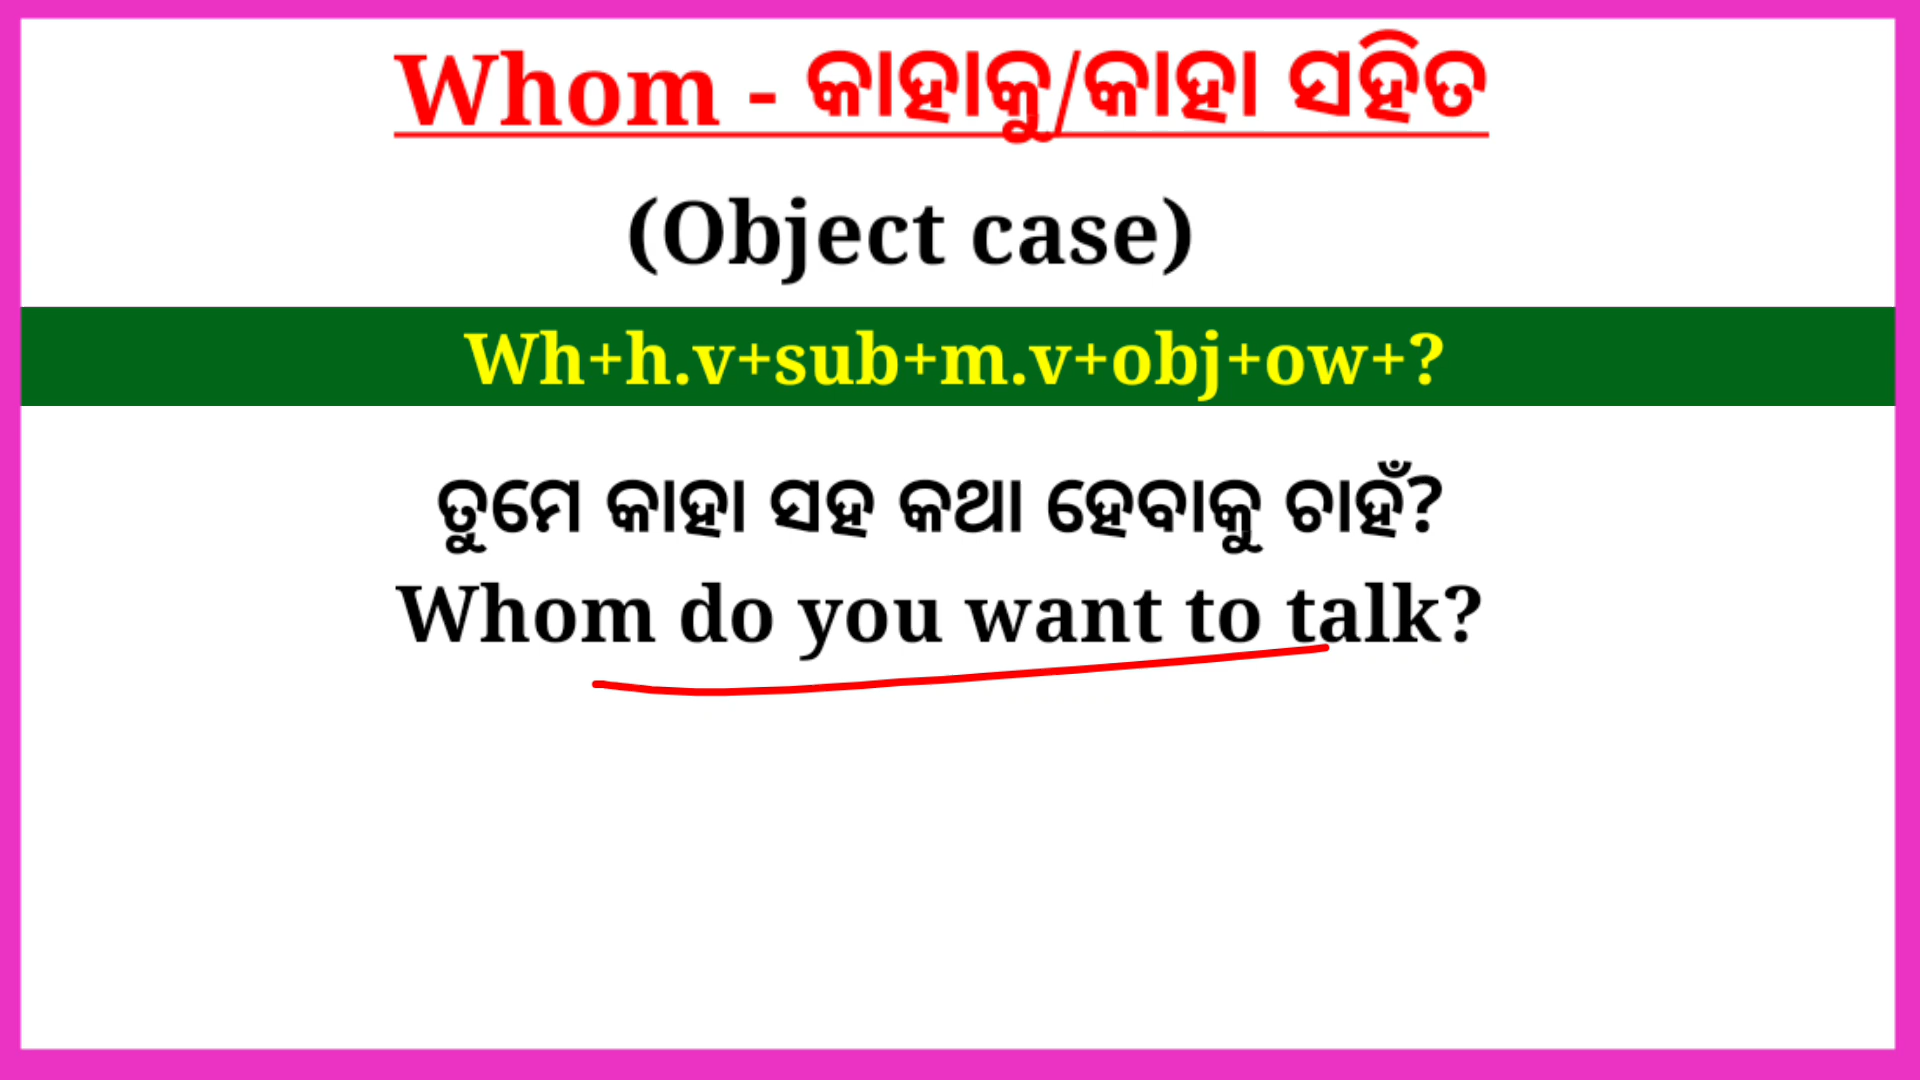 Whom - କାହାକୁ/କାହା ସହିତ
(Object case)
Wh+h.v+sub+m.v+obj+ow+?
ତୁମେ କାହା ସହ କଥା ହେବାକୁ ଚାହଁ?
Whom do you want to talk?